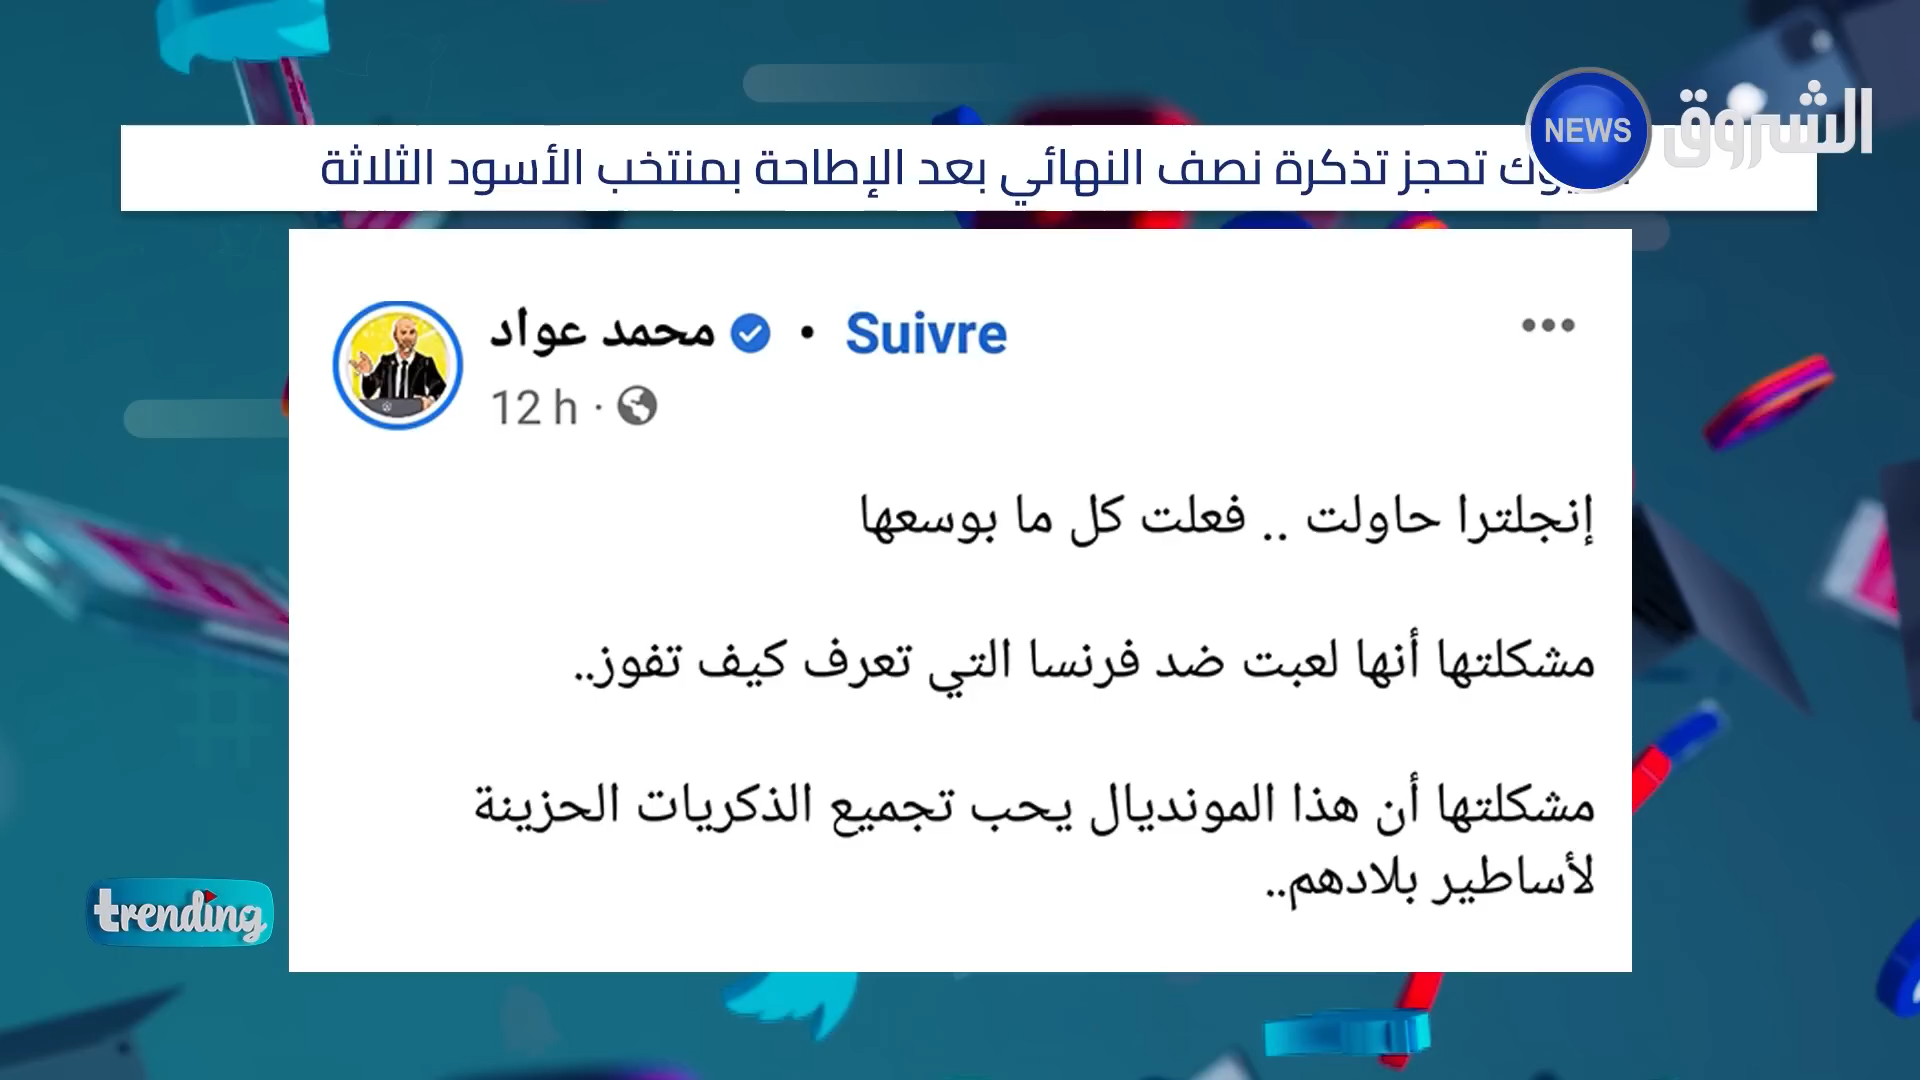 الشروق NEWS
تحجز تذكرة نصف النهائي بعد الإطاحة بمنتخب الأسود الثلاثة
محمد عواد • Suivre
12 h ·
إنجلترا حاولت .. فعلت كل ما بوسعها
مشكلتها أنها لعبت ضد فرنسا التي تعرف كيف تفوز..
مشكلتها أن هذا المونديال يحب تجميع الذكريات الحزينة
لأساطير بلادهم..
trending